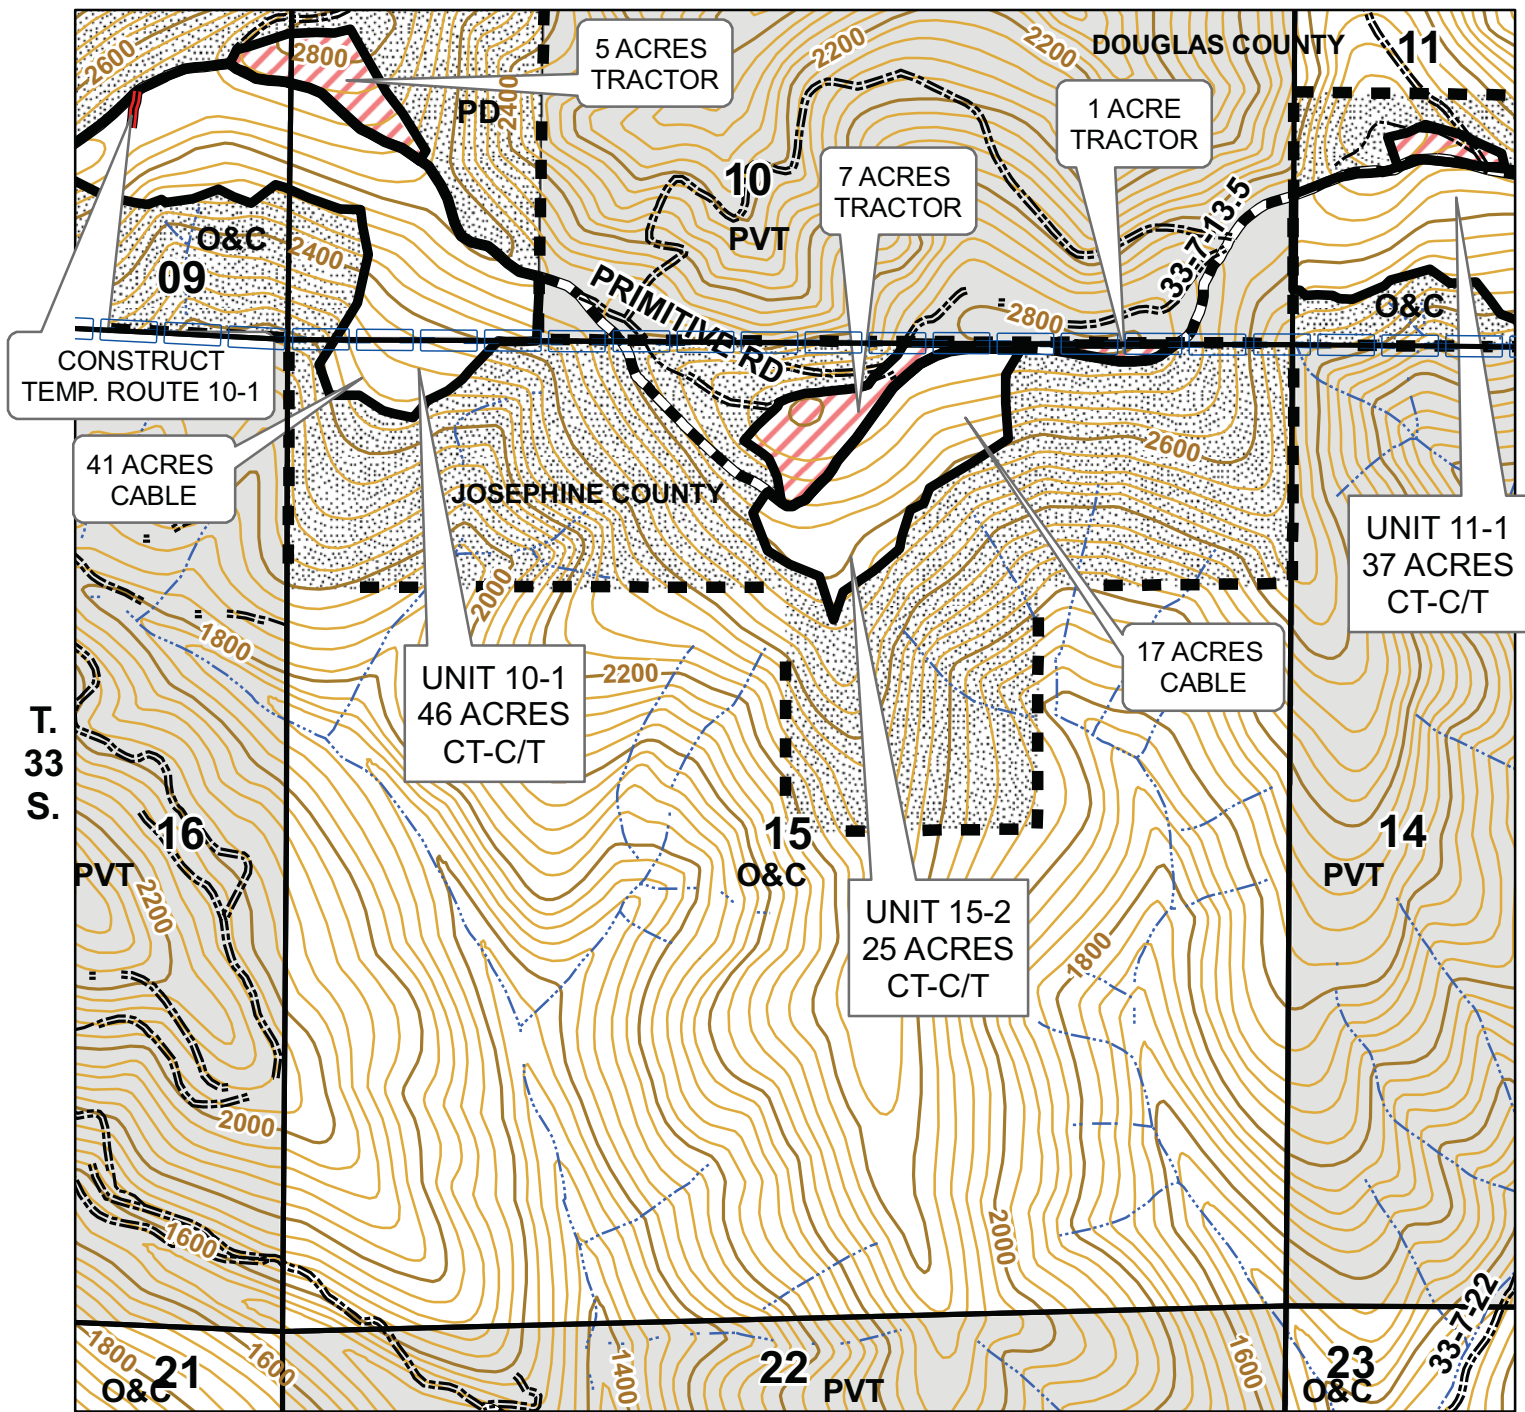 2600
2800
5 ACRES
TRACTOR
2400
PD
2200
2200
DOUGLAS COUNTY
11
1 ACRE
TRACTOR
10
PVT
7 ACRES
TRACTOR
33-7-13.5
O&C
09
2400
PRIMITIVE RD
2800
O&C
CONSTRUCT
TEMP. ROUTE 10-1
41 ACRES
CABLE
JOSEPHINE COUNTY
2600
UNIT 11-1
37 ACRES
CT-C/T
2000
1800
UNIT 10-1
46 ACRES
CT-C/T
2200
17 ACRES
CABLE
T.
33
S.
16
PVT
2200
15
O&C
14
PVT
UNIT 15-2
25 ACRES
CT-C/T
1800
2000
1600
2000
33-7-22
1800
21
O&C
1600
1400
22
PVT
1600
23
O&C